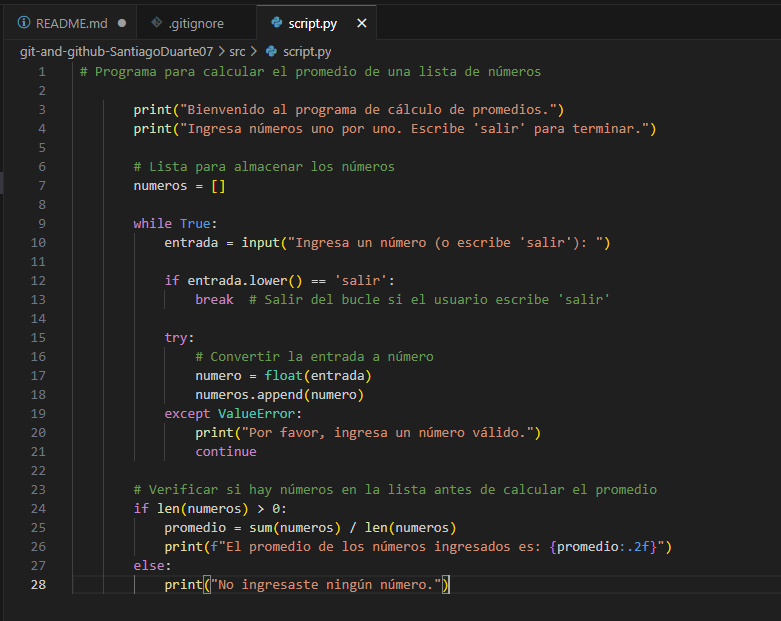 README.md
.gitignore
script.py
git-and-github-SantiagoDuarte07 > src > script.py
1 # Programa para calcular el promedio de una lista de números
2
3 print("Bienvenido al programa de cálculo de promedios.")
4 print("Ingresa números uno por uno. Escribe 'salir' para terminar.")
5
6 # Lista para almacenar los números
7 numeros = []
8
9 while True:
10 entrada = input("Ingresa un número (o escribe 'salir'): ")
11
12 if entrada.lower() == 'salir':
13 break  # Salir del bucle si el usuario escribe 'salir'
14
15 try:
16 # Convertir la entrada a número
17 numero = float(entrada)
18 numeros.append(numero)
19 except ValueError:
20 print("Por favor, ingresa un número válido.")
21 continue
22
23 # Verificar si hay números en la lista antes de calcular el promedio
24 if len(numeros) > 0:
25 promedio = sum(numeros) / len(numeros)
26 print(f"El promedio de los números ingresados es: {promedio:.2f}")
27 else:
28 print("No ingresaste ningún número.")